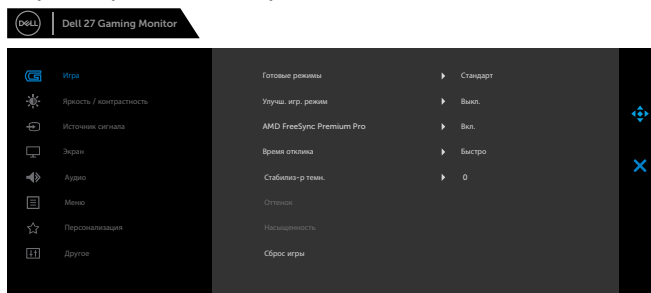 DELL
Dell 27 Gaming Monitor
Игра
Готовые режимы
Стандарт
Яркость / контрастность
Улучш. игр. режим
Выкл.
Источник сигнала
AMD FreeSync Premium Pro
Вкл.
Экран
Время отклика
Быстро
Аудио
Стабилиз-р темн.
0
Меню
Оттенок
Персонализация
Насыщенность
Другое
Сброс игры